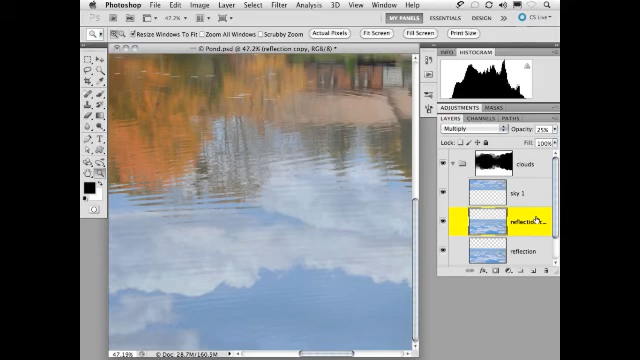 Photoshop File Edit Image Layer Select Filter Analysis 3D View Window Help
47.2% MY PANELS ESSENTIALS DESIGN CS Live
Resize Windows To Fit Zoom All Windows Scrubby Zoom Actual Pixels Fit Screen Fill Screen Print Size
Pond.psd @ 47.2% (reflection copy, RGB/8) *
INFO HISTOGRAM
ADJUSTMENTS MASKS
LAYERS CHANNELS PATHS
Multiply Opacity: 25%
Lock: Fill: 100%
clouds
sky 1
reflection
47.19% Doc: 28.7M/160.5M